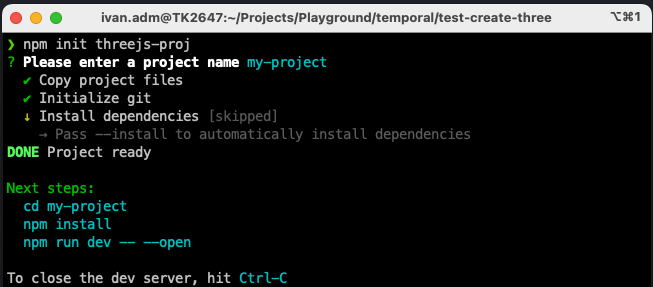 ivan.adm@TK2647:~/Projects/Playground/temporal/test-create-three ⌥⌘1
❯ npm init threejs-proj
? Please enter a project name my-project
✔ Copy project files
✔ Initialize git
↓ Install dependencies [skipped]
→ Pass --install to automatically install dependencies
DONE Project ready
Next steps:
cd my-project
npm install
npm run dev -- --open
To close the dev server, hit Ctrl-C